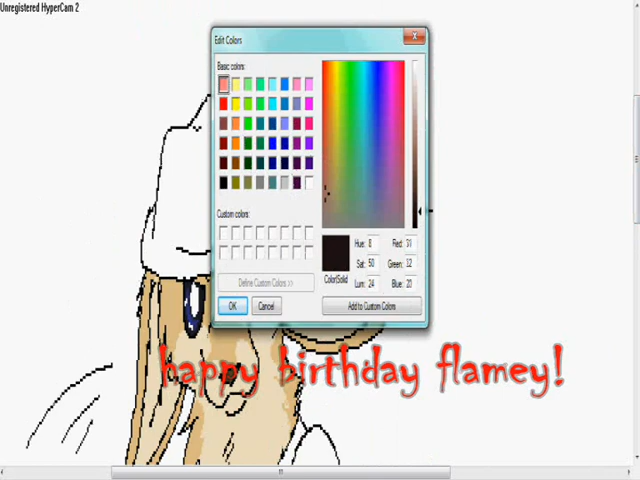 Unregistered HyperCam 2
Edit Colors
Basic colors:
Custom colors:
Define Custom Colors >>
OK Cancel
Color|Solid
Hue: 8 Red: 31
Sat: 50
Lum: 24 Blue: 20
Green:
Add to Custom Colors
happy birthday flamey!